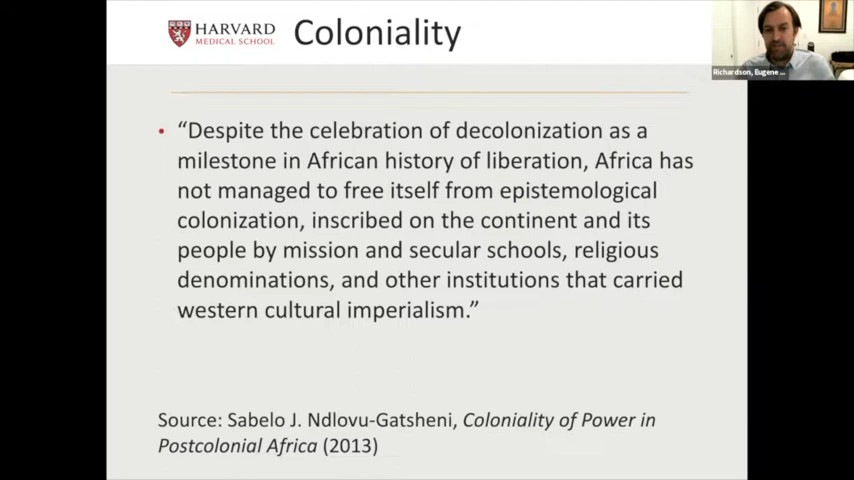 HARVARD
MEDICAL SCHOOL
Coloniality
Richardson, Eugene ...
• “Despite the celebration of decolonization as a
milestone in African history of liberation, Africa has
not managed to free itself from epistemological
colonization, inscribed on the continent and its
people by mission and secular schools, religious
denominations, and other institutions that carried
western cultural imperialism.”
Source: Sabelo J. Ndlovu-Gatsheni, Coloniality of Power in
Postcolonial Africa (2013)